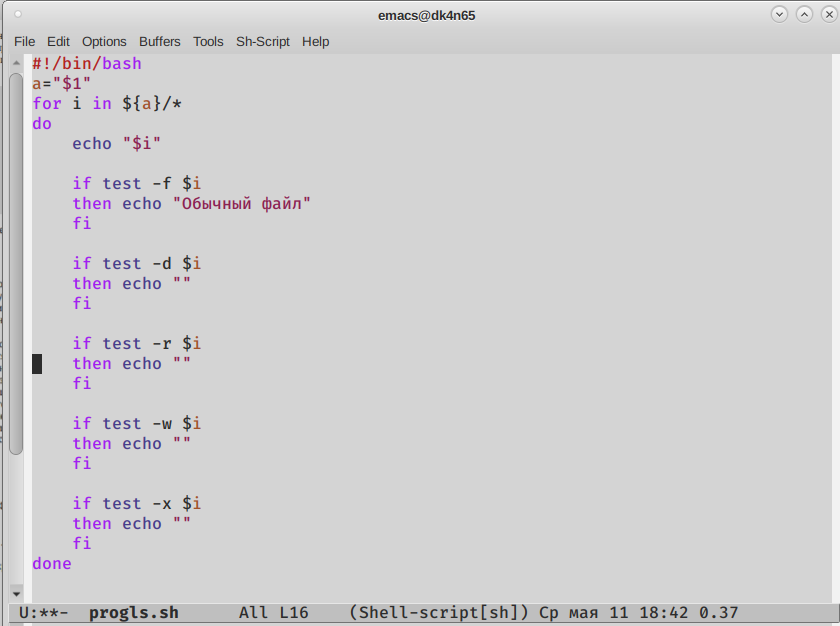 emacs@dk4n65
File Edit Options Buffers Tools Sh-Script Help
#!/bin/bash
a="$1"
for i in ${a}/*
do
    echo "$i"
    if test -f $i
    then echo "Обычный файл"
    fi
    if test -d $i
    then echo ""
    fi
    if test -r $i
    then echo ""
    fi
    if test -w $i
    then echo ""
    fi
    if test -x $i
    then echo ""
    fi
done
U:**- progls.sh All L16 (Shell-script[sh]) Ср мая 11 18:42 0.37